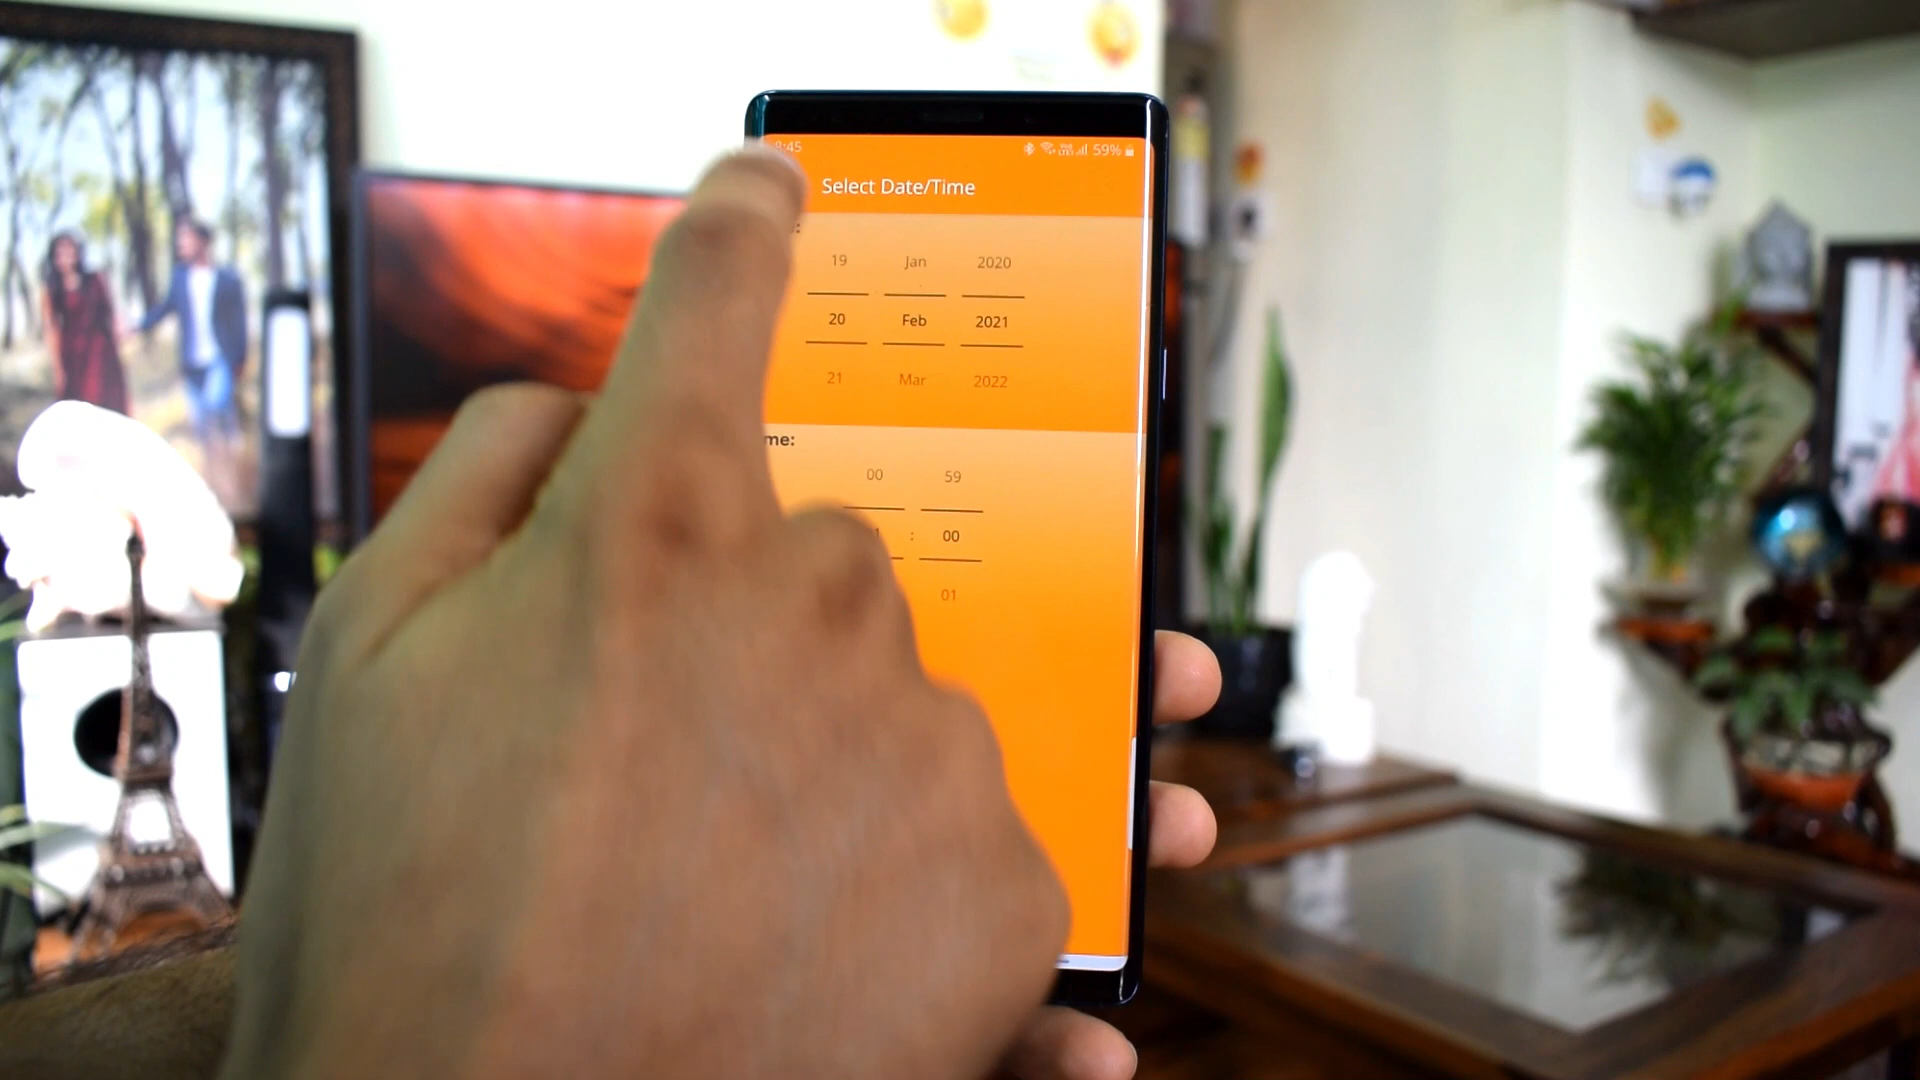 8:45 59%
Select Date/Time
19 Jan 2020
20 Feb 2021
21 Mar 2022
me:
00 59
1 : 00
01